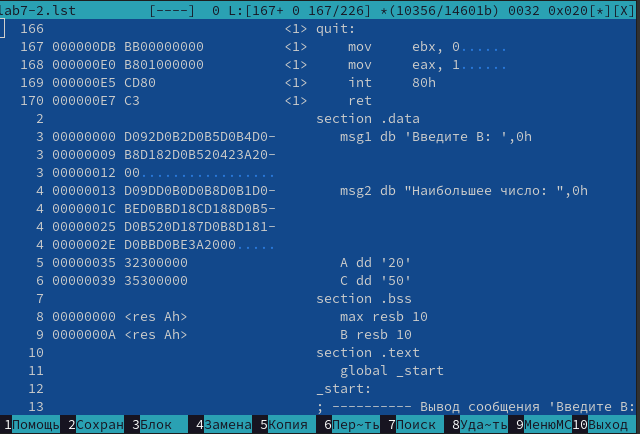 lab7-2.lst [----] 0 L:[167+ 0 167/226] *(10356/14601b) 0032 0x020[*][X]
166 <1> quit:
167 000000DB BB00000000 <1> mov ebx, 0......
168 000000E0 B801000000 <1> mov eax, 1......
169 000000E5 CD80 <1> int 80h
170 000000E7 C3 <1> ret
2 section .data
3 00000000 D092D0B2D0B5D0B4D0- msg1 db 'Введите B: ',0h
3 00000009 B8D182D0B520423A20-
3 00000012 00.................
4 00000013 D09DD0B0D0B8D0B1D0- msg2 db "Наибольшее число: ",0h
4 0000001C BED0BBD18CD188D0B5-
4 00000025 D0B520D187D0B8D181-
4 0000002E D0BBD0BE3A2000.....
5 00000035 32300000 A dd '20'
6 00000039 35300000 C dd '50'
7 section .bss
8 00000000 <res Ah> max resb 10
9 0000000A <res Ah> B resb 10
10 section .text
11 global _start
12 _start:
13 ; ---------- Вывод сообщения 'Введите B:
1Помощь 2Сохран 3Блок 4Замена 5Копия 6Пер~ть 7Поиск 8Уда~ть 9МенюMC 10Выход